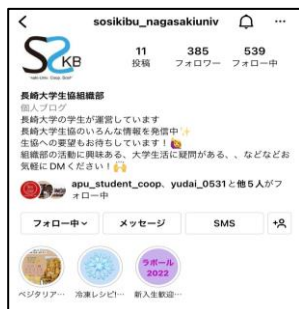 sosikibu_nagasakiuniv
KB
11
投稿
385
フォロワー
539
フォロー中
長崎大学生協組織部
個人ブログ
長崎大学の学生が運営しています
長崎大学生協のいろんな情報を発信中✨
生協への要望もお待ちしています！🙋
組織部の活動に興味ある、大学生活に疑問がある、、などなどお
気軽にDMください！🙌
apu_student_coop、yudai_0531と他5人がフ
ォロー中
フォロー中
メッセージ
SMS
ラポール
2022
ベジタリア…
冷凍レシピ!…
新入生歓迎…